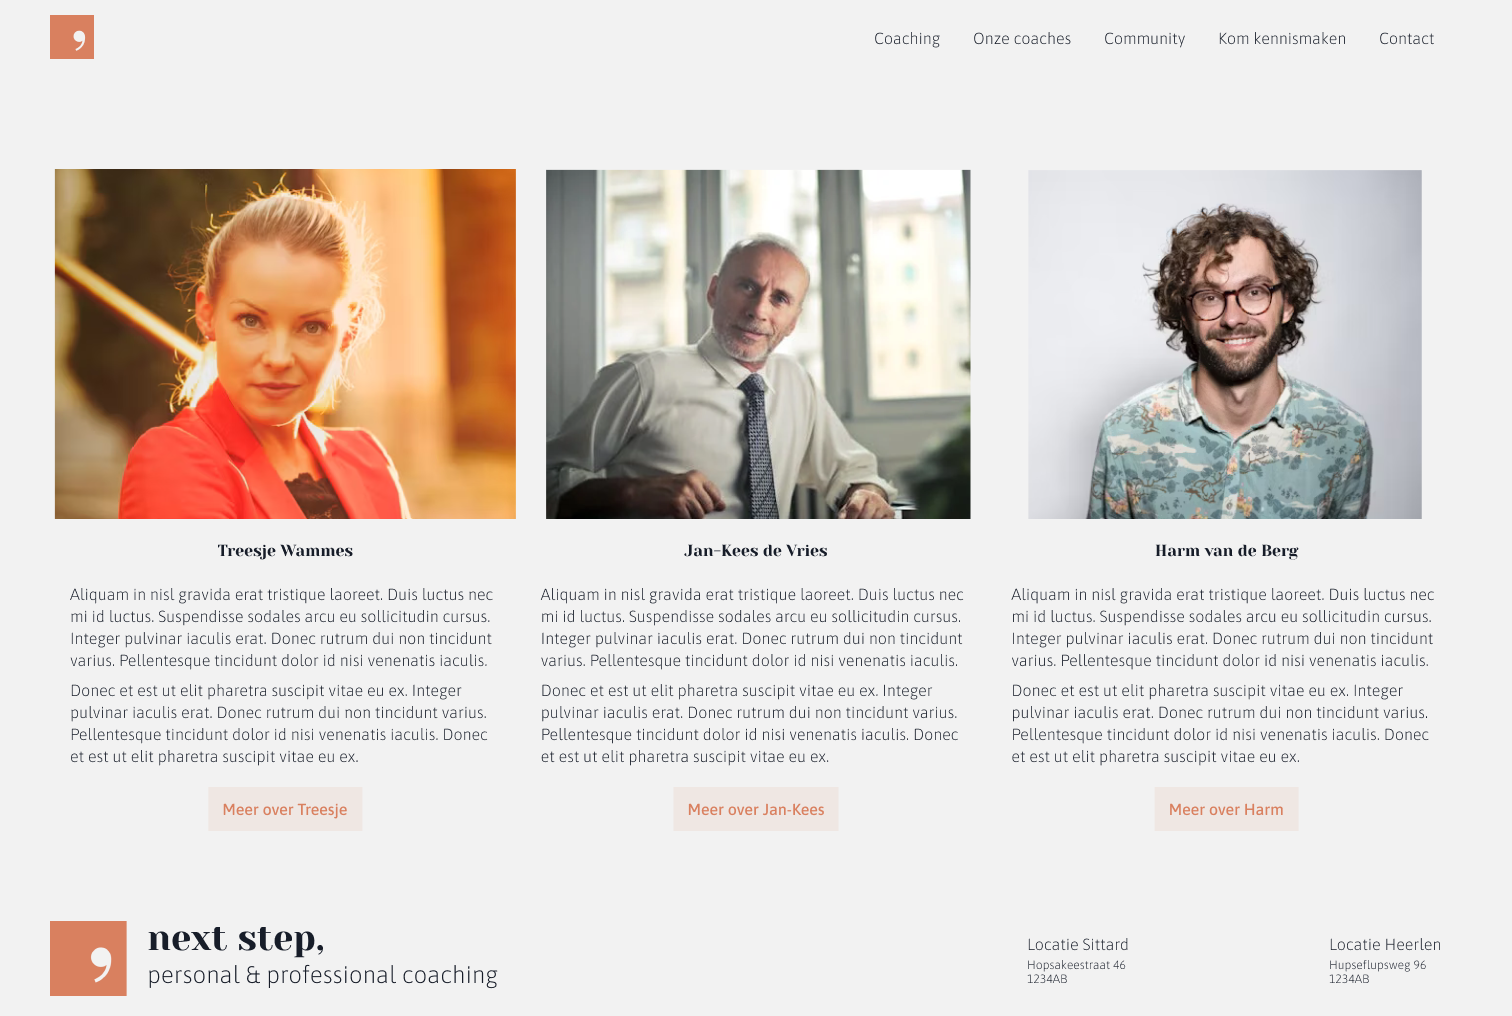 ,
Coaching
Onze coaches
Community
Kom kennismaken
Contact
Treesje Wammes
Aliquam in nisl gravida erat tristique laoreet. Duis luctus nec
mi id luctus. Suspendisse sodales arcu eu sollicitudin cursus.
Integer pulvinar iaculis erat. Donec rutrum dui non tincidunt
varius. Pellentesque tincidunt dolor id nisi venenatis iaculis.
Donec et est ut elit pharetra suscipit vitae eu ex. Integer
pulvinar iaculis erat. Donec rutrum dui non tincidunt varius.
Pellentesque tincidunt dolor id nisi venenatis iaculis. Donec
et est ut elit pharetra suscipit vitae eu ex.
Meer over Treesje
Jan-Kees de Vries
Aliquam in nisl gravida erat tristique laoreet. Duis luctus nec
mi id luctus. Suspendisse sodales arcu eu sollicitudin cursus.
Integer pulvinar iaculis erat. Donec rutrum dui non tincidunt
varius. Pellentesque tincidunt dolor id nisi venenatis iaculis.
Donec et est ut elit pharetra suscipit vitae eu ex. Integer
pulvinar iaculis erat. Donec rutrum dui non tincidunt varius.
Pellentesque tincidunt dolor id nisi venenatis iaculis. Donec
et est ut elit pharetra suscipit vitae eu ex.
Meer over Jan-Kees
Harm van de Berg
Aliquam in nisl gravida erat tristique laoreet. Duis luctus nec
mi id luctus. Suspendisse sodales arcu eu sollicitudin cursus.
Integer pulvinar iaculis erat. Donec rutrum dui non tincidunt
varius. Pellentesque tincidunt dolor id nisi venenatis iaculis.
Donec et est ut elit pharetra suscipit vitae eu ex. Integer
pulvinar iaculis erat. Donec rutrum dui non tincidunt varius.
Pellentesque tincidunt dolor id nisi venenatis iaculis. Donec
et est ut elit pharetra suscipit vitae eu ex.
Meer over Harm
,
next step,
personal & professional coaching
Locatie Sittard
Hopsakeestraat 46
1234AB
Locatie Heerlen
Hupseflupsweg 96
1234AB